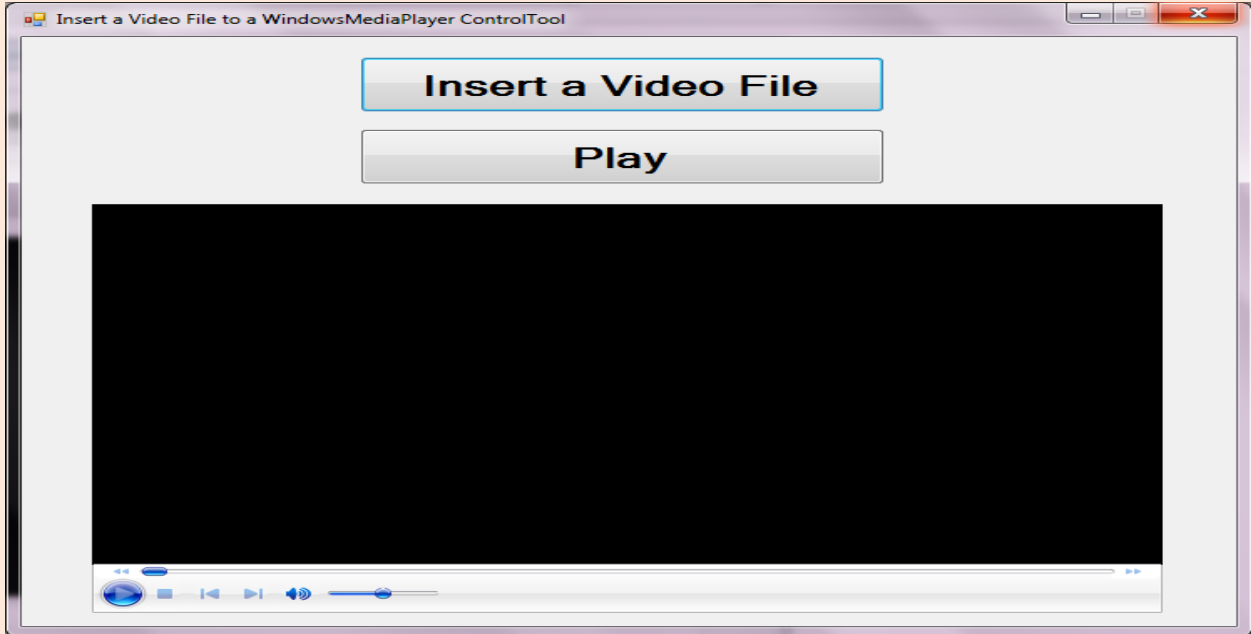 Insert a Video File to a WindowsMediaPlayer ControlTool
Insert a Video File
Play